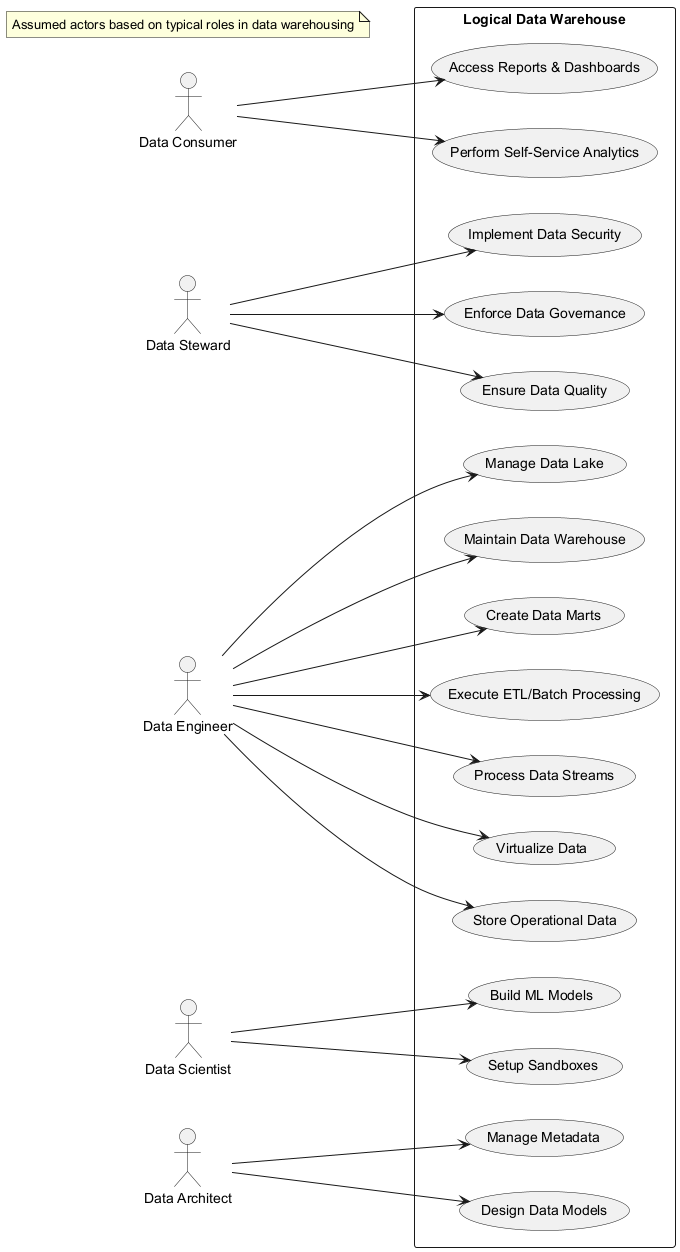 Assumed actors based on typical roles in data warehousing
Logical Data Warehouse
Access Reports & Dashboards
Data Consumer
Perform Self-Service Analytics
Implement Data Security
Enforce Data Governance
Data Steward
Ensure Data Quality
Manage Data Lake
Maintain Data Warehouse
Create Data Marts
Execute ETL/Batch Processing
Data Engineer
Process Data Streams
Virtualize Data
Store Operational Data
Build ML Models
Data Scientist
Setup Sandboxes
Manage Metadata
Data Architect
Design Data Models